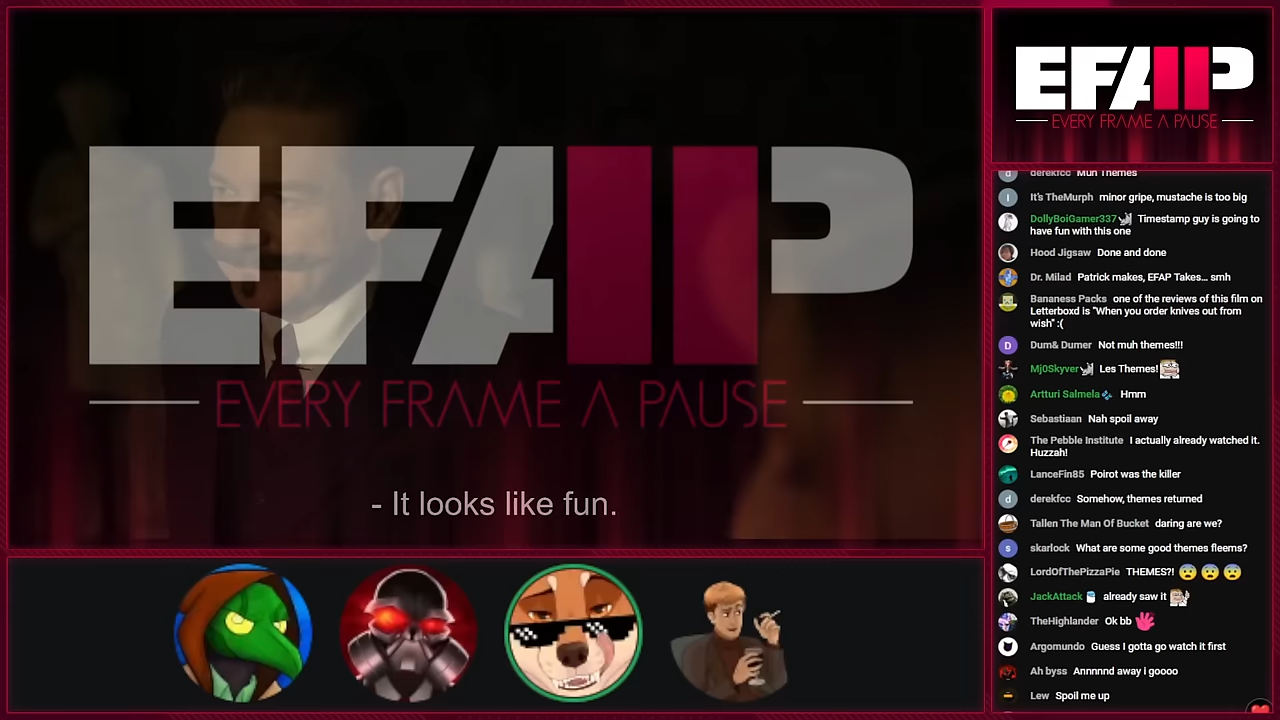 EFAP
EVERY FRAME A PAUSE
- It looks like fun.
EFAP
EVERY FRAME A PAUSE
derekfcc Muh Themes
It's TheMurph minor gripe, mustache is too big
DollyBoiGamer337 Timestamp guy is going to
have fun with this one
Hood Jigsaw Done and done
Dr. Milad Patrick makes, EFAP Takes... smh
Bananess Packs one of the reviews of this film on
Letterboxd is "When you order knives out from
wish" :(
D Dum& Dumer Not muh themes!!!
Mj0Skyver Les Themes!
Artturi Salmela Hmm
Sebastiaan Nah spoil away
The Pebble Institute I actually already watched it.
Huzzah!
LanceFin85 Poirot was the killer
d derekfcc Somehow, themes returned
Tallen The Man Of Bucket daring are we?
s skarlock What are some good themes fleems?
LordOfThePizzaPie THEMES?! 😨 😨 😨
JackAttack already saw it
TheHighlander Ok bb
Argomundo Guess I gotta go watch it first
Ah byss Annnnnd away i goooo
Lew Spoil me up